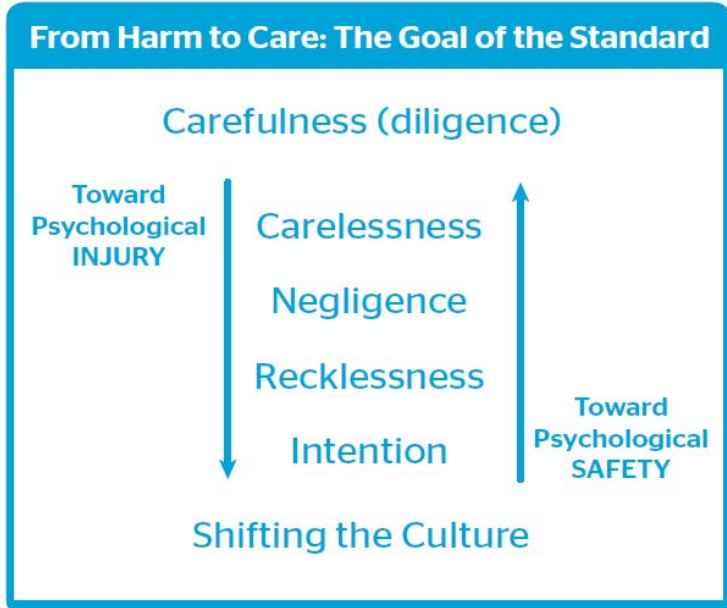 From Harm to Care: The Goal of the Standard
Carefulness (diligence)
Toward
Psychological
INJURY
Carelessness
Negligence
Recklessness
Intention
Toward
Psychological
SAFETY
Shifting the Culture